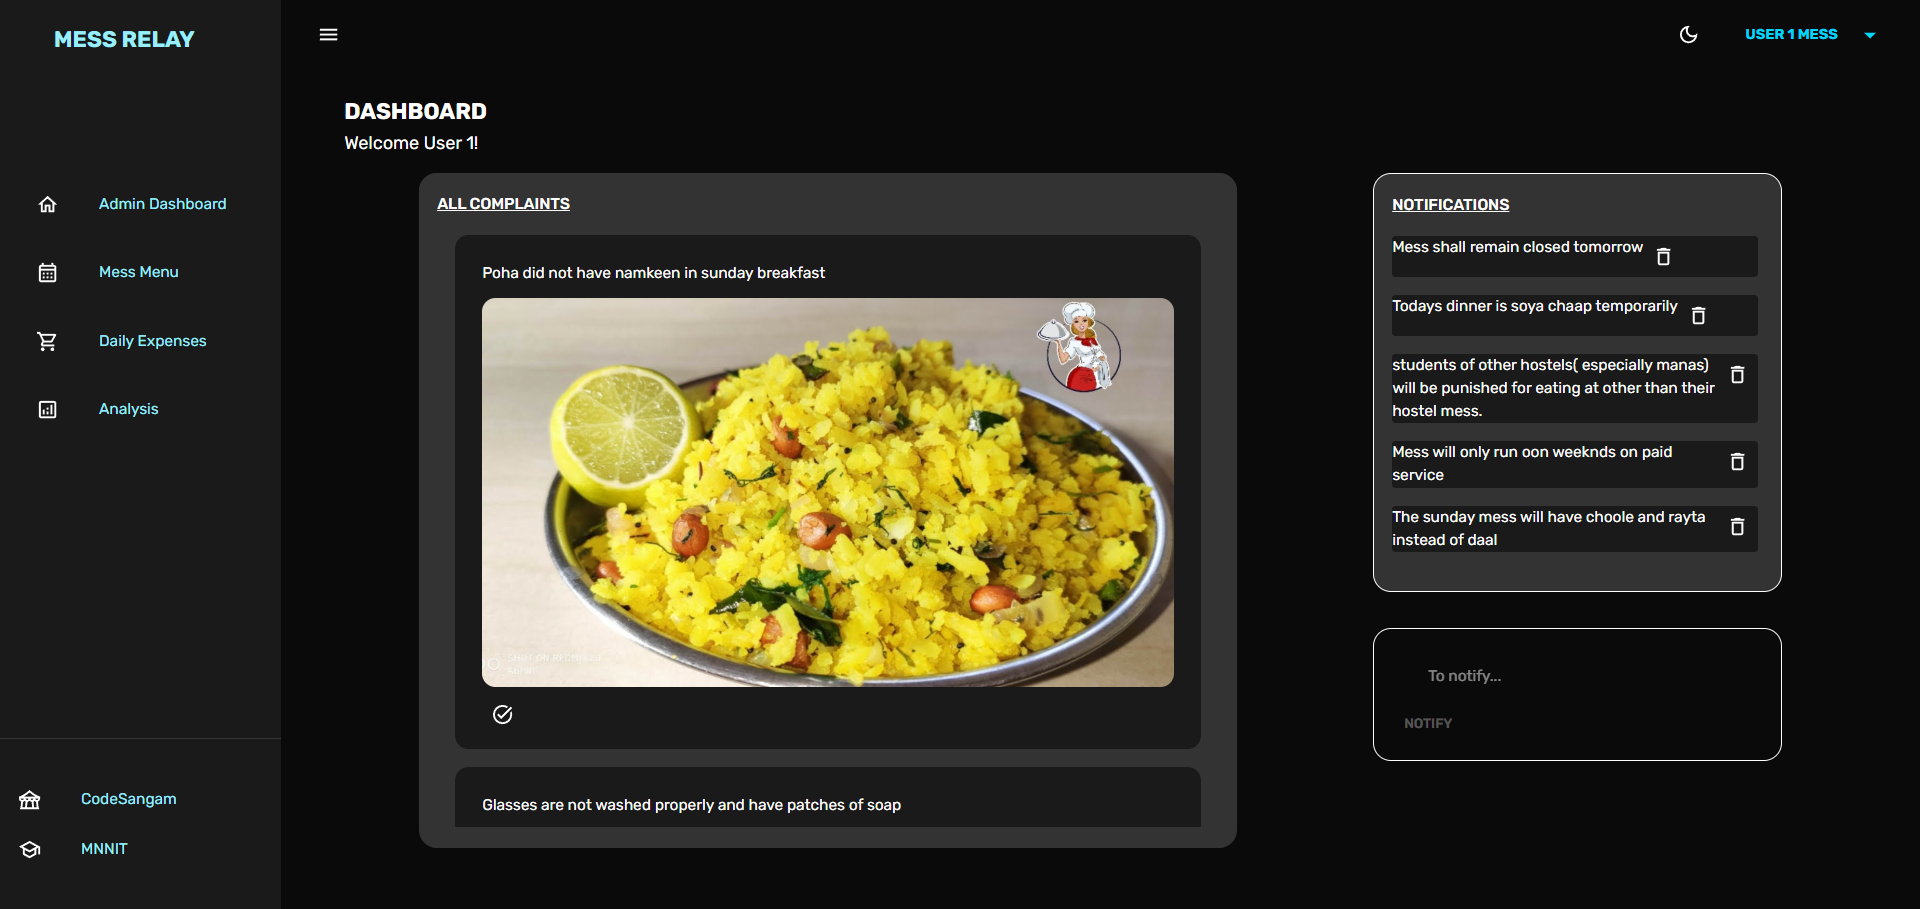 MESS RELAY
USER 1 MESS
DASHBOARD
Welcome User 1!
Admin Dashboard
Mess Menu
Daily Expenses
Analysis
CodeSangam
MNNIT
ALL COMPLAINTS
Poha did not have namkeen in sunday breakfast
Glasses are not washed properly and have patches of soap
NOTIFICATIONS
Mess shall remain closed tomorrow
Todays dinner is soya chaap temporarily
students of other hostels( especially manas)
will be punished for eating at other than their
hostel mess.
Mess will only run oon weeknds on paid
service
The sunday mess will have choole and rayta
instead of daal
To notify...
NOTIFY